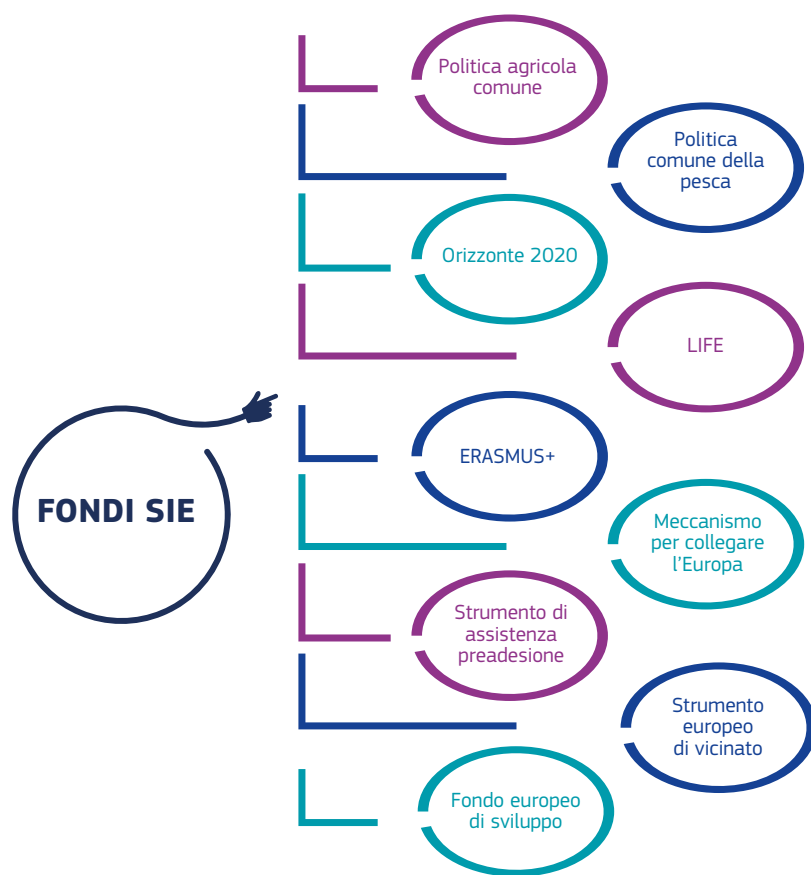 Politica agricola
comune
Politica
comune della
pesca
Orizzonte 2020
LIFE
FONDI SIE
ERASMUS+
Meccanismo
per collegare
l'Europa
Strumento di
assistenza
preadesione
Strumento
europeo
di vicinato
Fondo europeo
di sviluppo